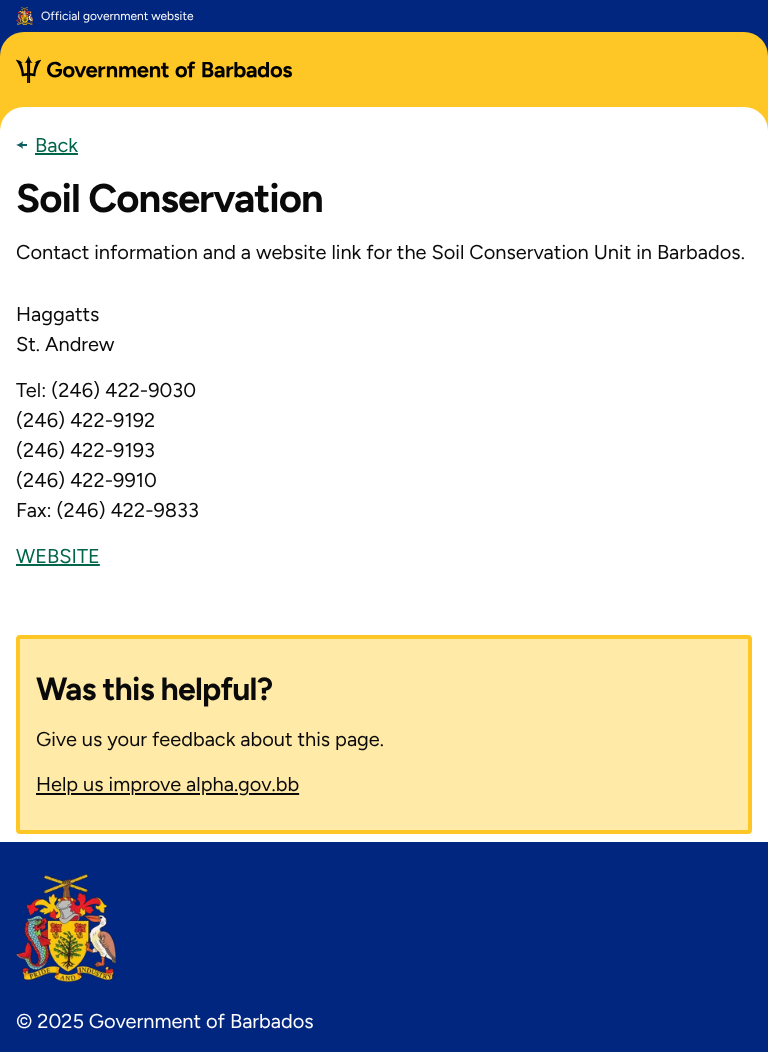 Official government website
Government of Barbados
Back
Soil Conservation
Contact information and a website link for the Soil Conservation Unit in Barbados.
Haggatts
St. Andrew
Tel: (246) 422-9030
(246) 422-9192
(246) 422-9193
(246) 422-9910
Fax: (246) 422-9833
WEBSITE
Was this helpful?
Give us your feedback about this page.
Help us improve alpha.gov.bb
PRIDE AND INDUSTRY
© 2025 Government of Barbados